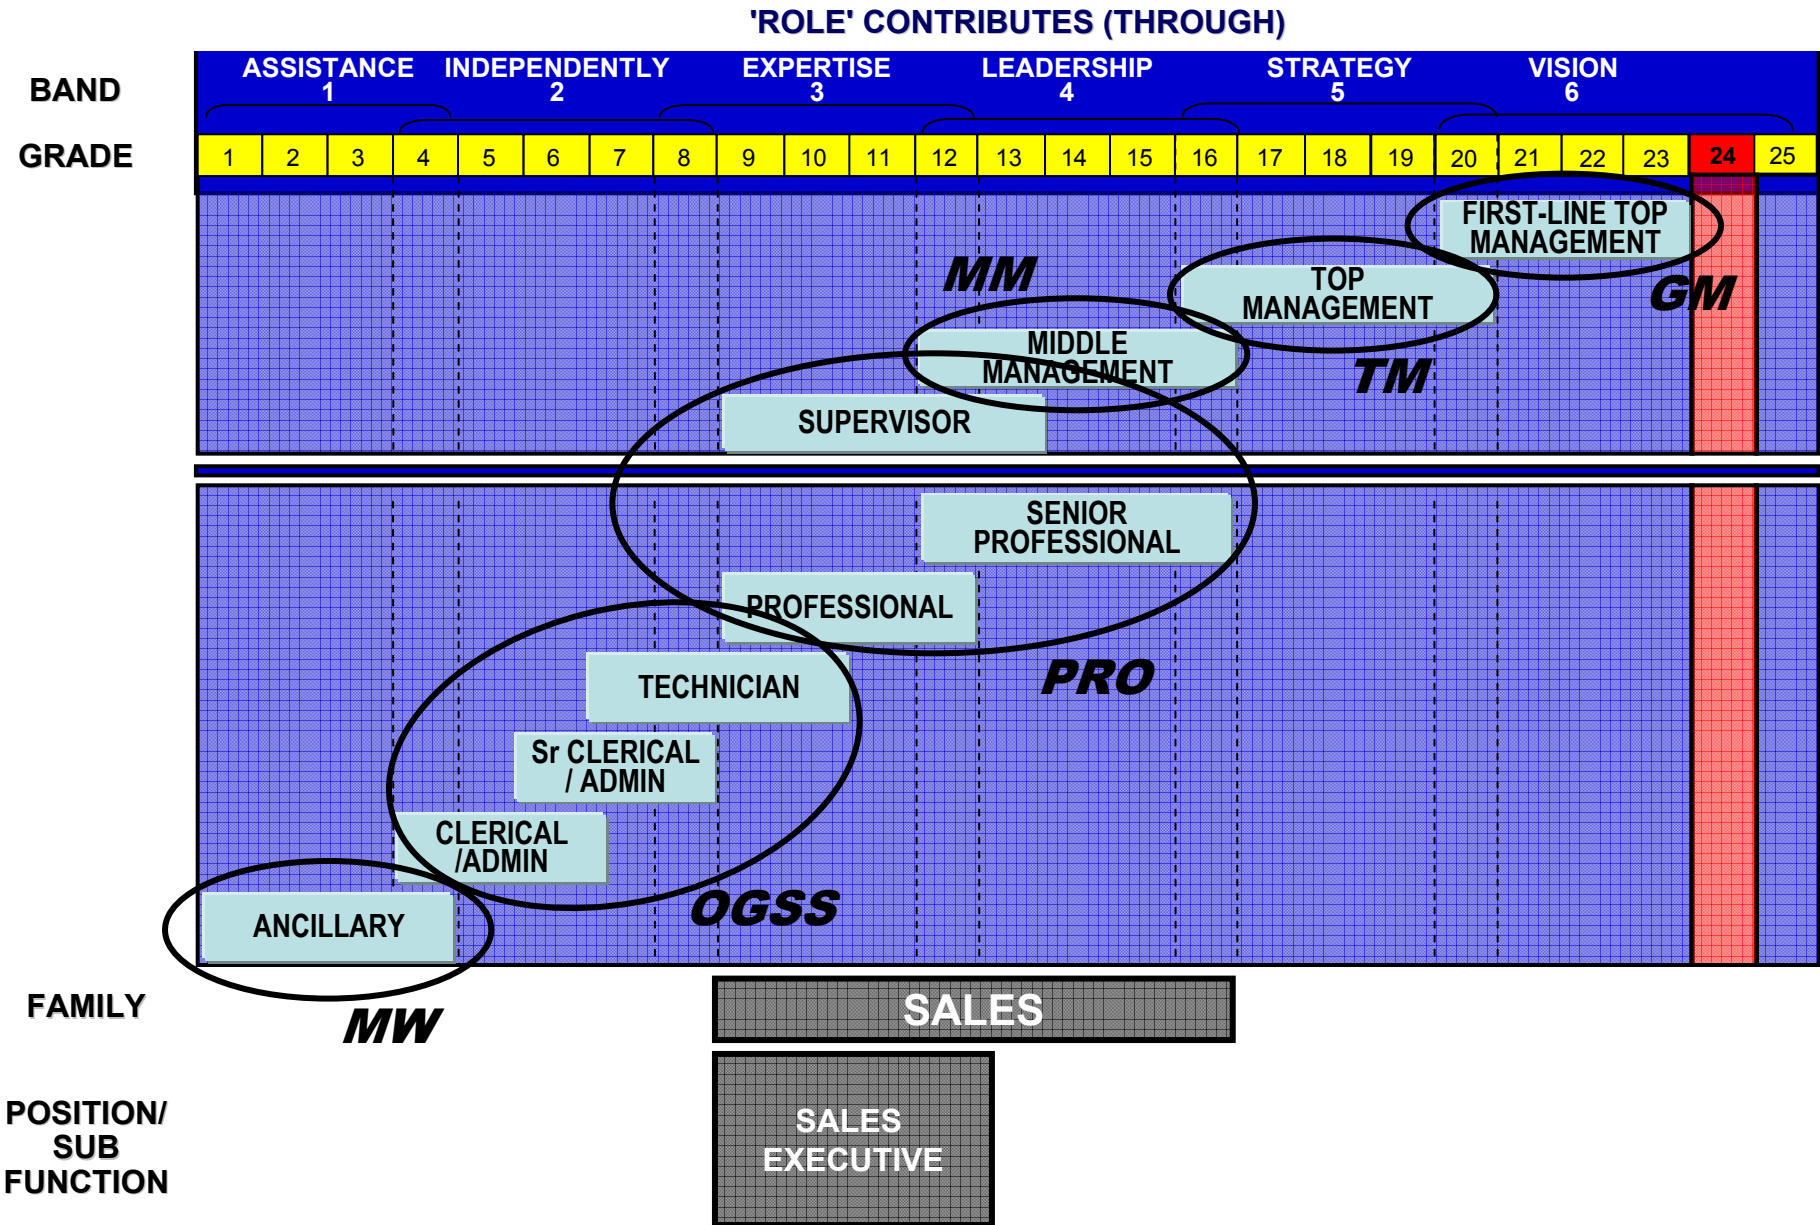 'ROLE' CONTRIBUTES (THROUGH)
BAND
ASSISTANCE
1
INDEPENDENTLY
2
EXPERTISE
3
LEADERSHIP
4
STRATEGY
5
VISION
6
GRADE
1 2 3 4 5 6 7 8 9 10 11 12 13 14 15 16 17 18 19 20 21 22 23 24 25
FIRST-LINE TOP
MANAGEMENT
GM
TOP
MANAGEMENT
TM
MM
MIDDLE
MANAGEMENT
SUPERVISOR
SENIOR
PROFESSIONAL
PROFESSIONAL
PRO
TECHNICIAN
Sr CLERICAL
/ ADMIN
CLERICAL
/ADMIN
OGSS
ANCILLARY
MW
FAMILY
SALES
POSITION/
SUB
FUNCTION
SALES
EXECUTIVE